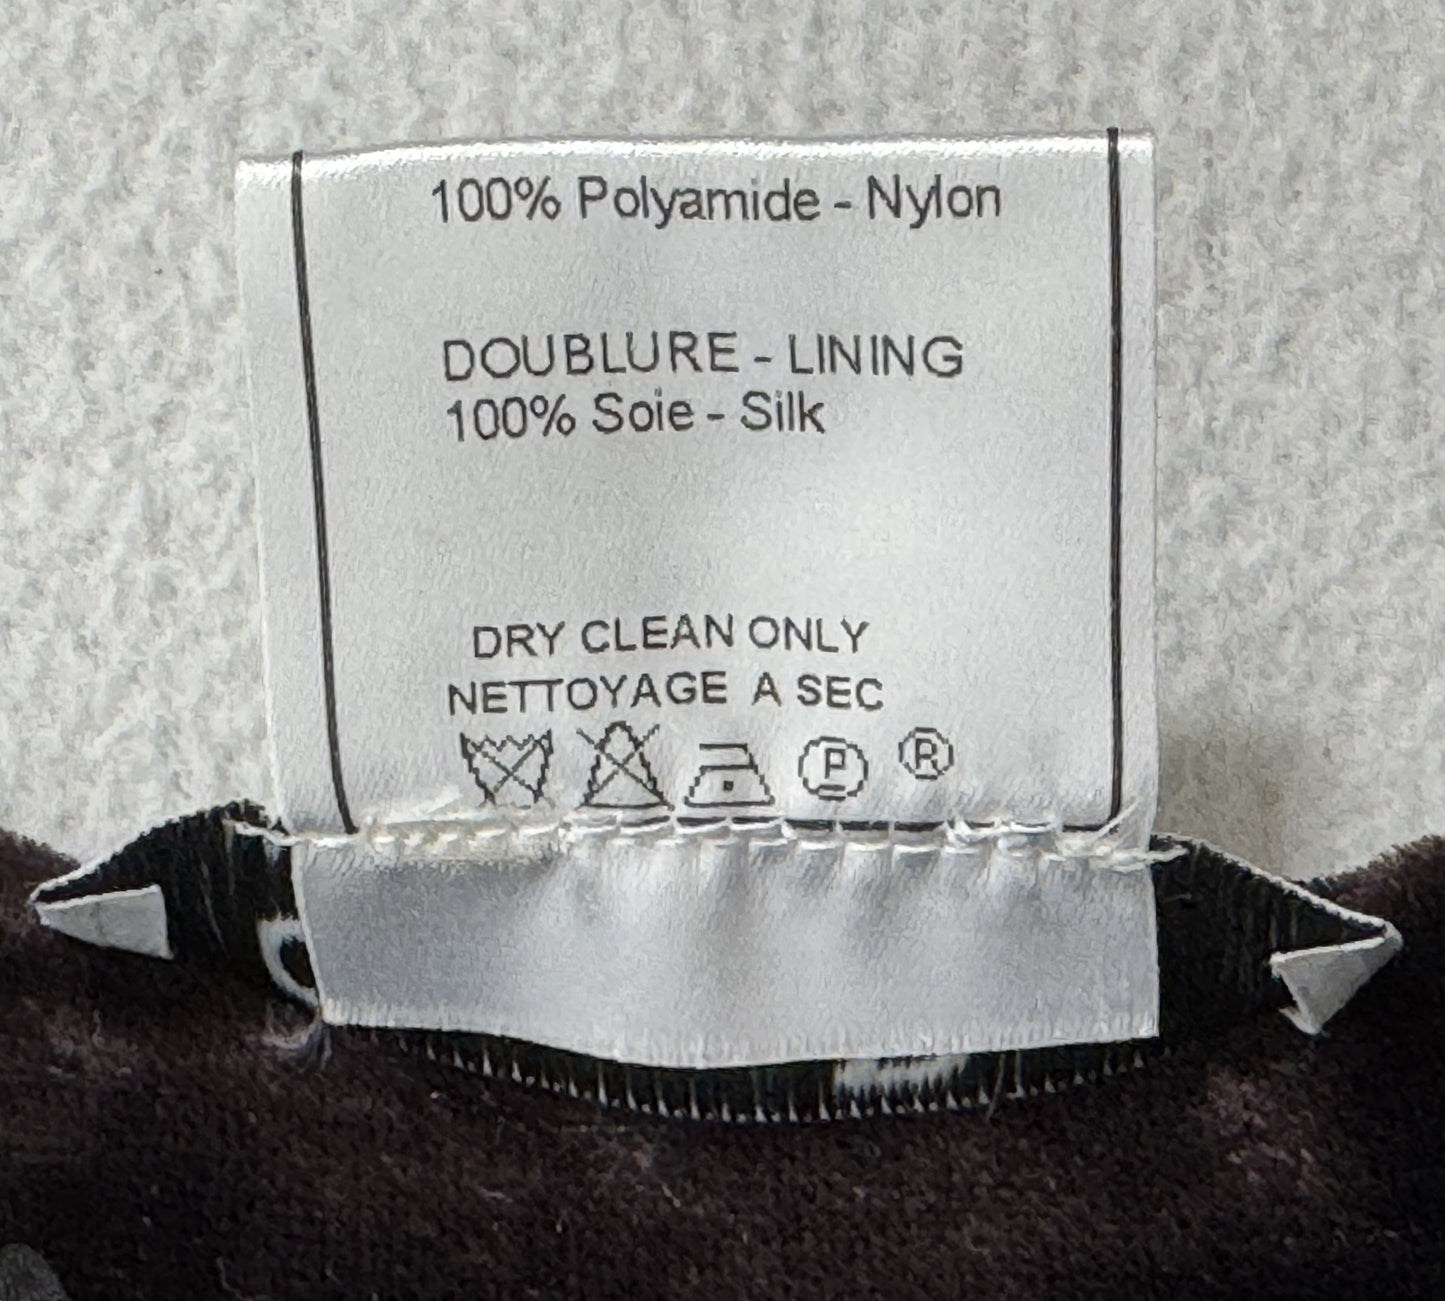 100% Polyamide - Nylon
DOUBLURE - LINING
100% Soie - Silk
DRY CLEAN ONLY
NETTOYAGE A SEC
P ®